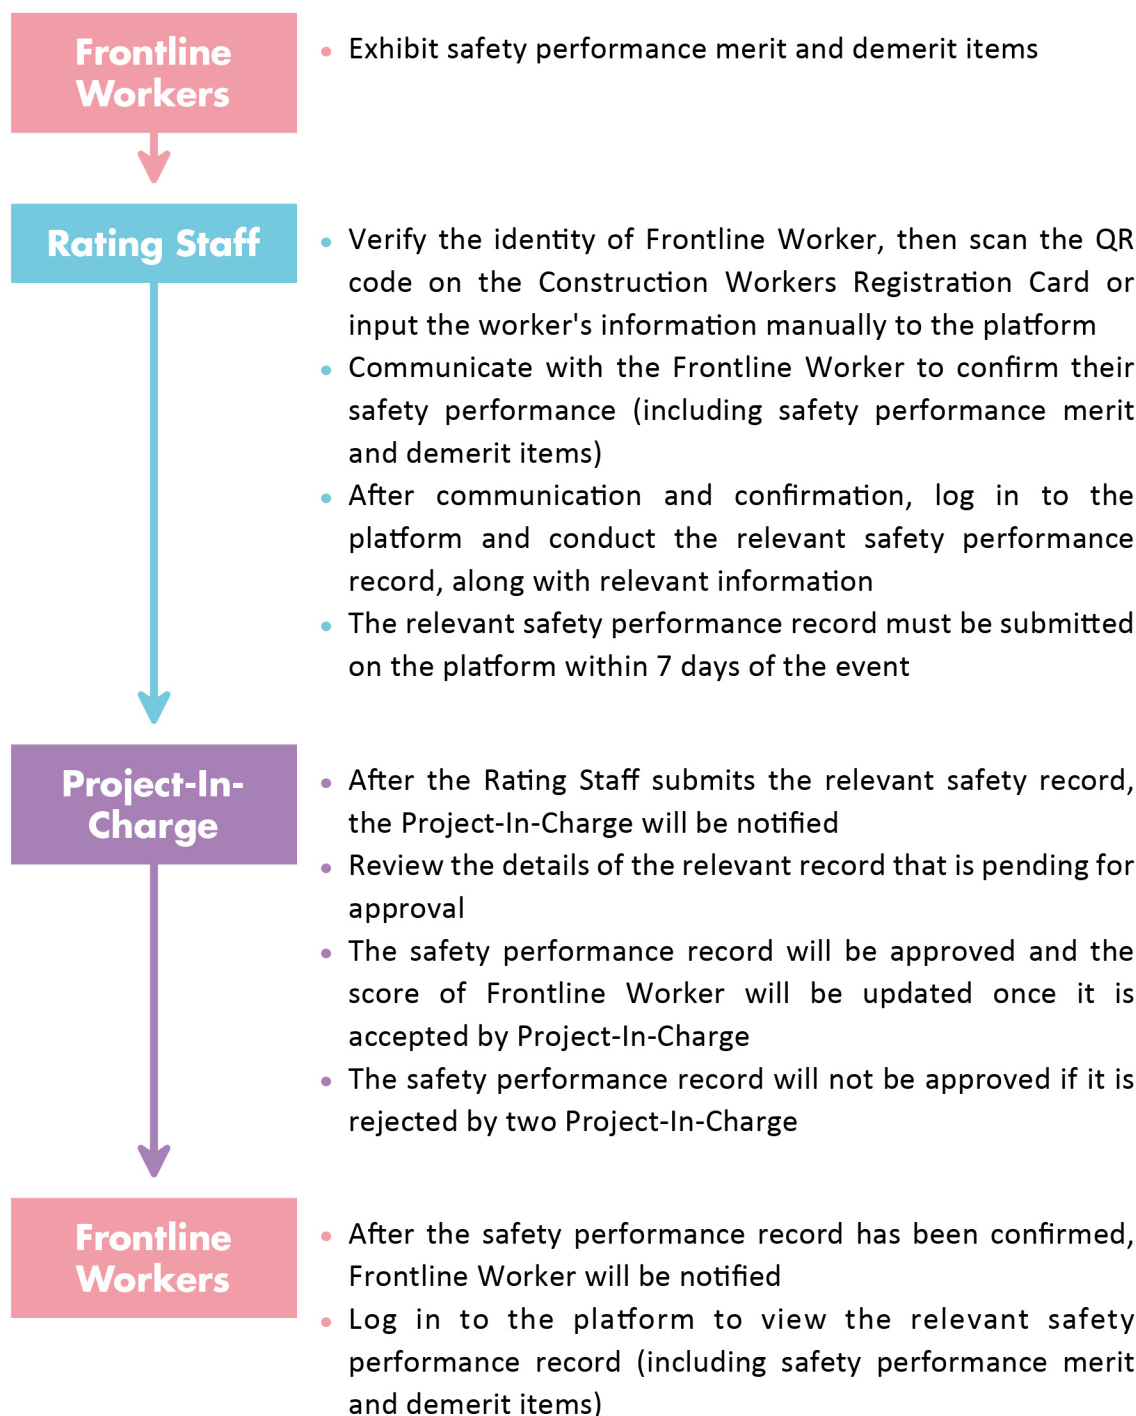 Frontline
Workers
• Exhibit safety performance merit and demerit items
Rating Staff
• Verify the identity of Frontline Worker, then scan the QR
code on the Construction Workers Registration Card or
input the worker's information manually to the platform
• Communicate with the Frontline Worker to confirm their
safety performance (including safety performance merit
and demerit items)
• After communication and confirmation, log in to the
platform and conduct the relevant safety performance
record, along with relevant information
• The relevant safety performance record must be submitted
on the platform within 7 days of the event
Project-In-
Charge
• After the Rating Staff submits the relevant safety record,
the Project-In-Charge will be notified
• Review the details of the relevant record that is pending for
approval
• The safety performance record will be approved and the
score of Frontline Worker will be updated once it is
accepted by Project-In-Charge
• The safety performance record will not be approved if it is
rejected by two Project-In-Charge
Frontline
Workers
• After the safety performance record has been confirmed,
Frontline Worker will be notified
• Log in to the platform to view the relevant safety
performance record (including safety performance merit
and demerit items)